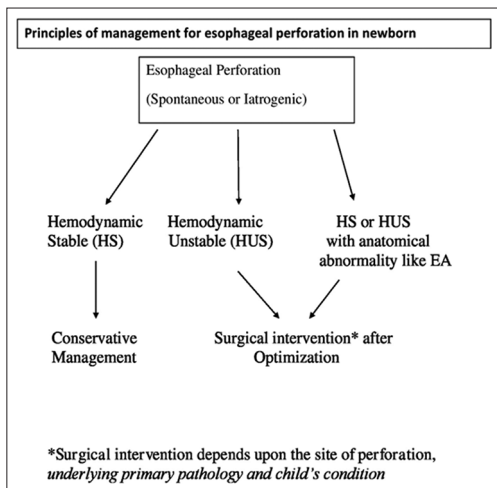 Principles of management for esophageal perforation in newborn
Esophageal Perforation
(Spontaneous or Iatrogenic)
Hemodynamic
Stable (HS)
Hemodynamic
Unstable (HUS)
HS or HUS
with anatomical
abnormality like EA
Conservative
Management
Surgical intervention* after
Optimization
*Surgical intervention depends upon the site of perforation,
underlying primary pathology and child's condition